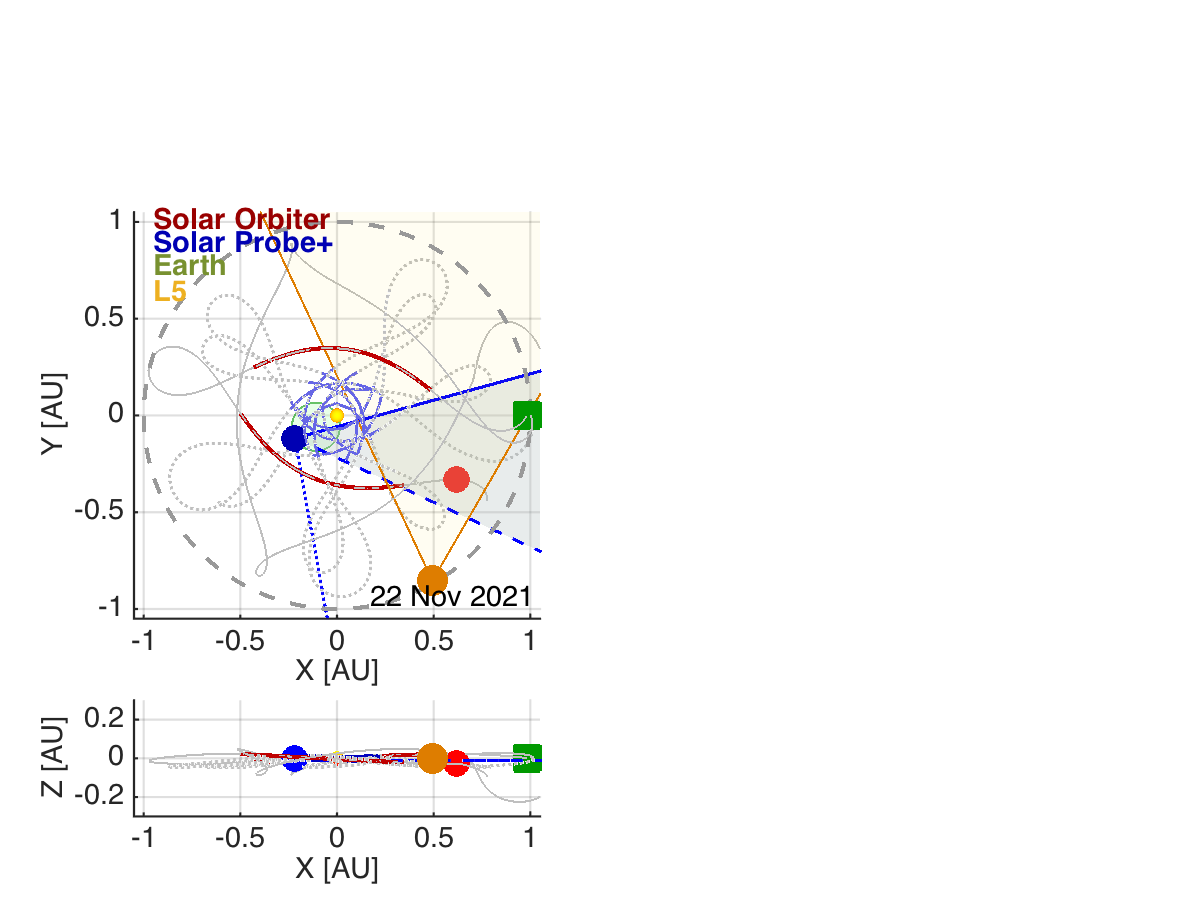 Solar Orbiter
Solar Probe+
Earth
L5
1
0.5
0
-0.5
-1
Y [AU]
22 Nov 2021
-1 -0.5 0 0.5 1
X [AU]
0.2
0
-0.2
Z [AU]
-1 -0.5 0 0.5 1
X [AU]